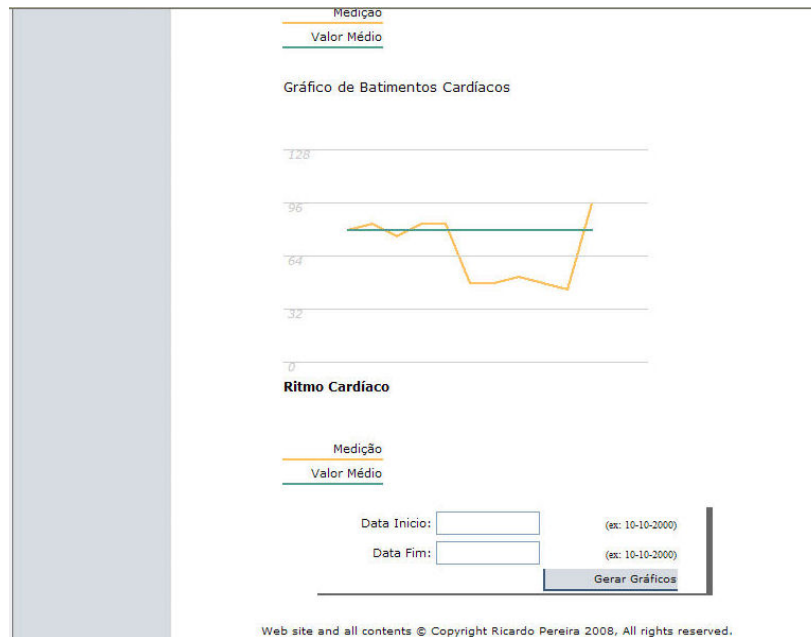 Medição
Valor Médio
Gráfico de Batimentos Cardíacos
128
96
64
32
0
Ritmo Cardíaco
Medição
Valor Médio
Data Inicio: (ex: 10-10-2000)
Data Fim: (ex: 10-10-2000)
Gerar Gráficos
Web site and all contents © Copyright Ricardo Pereira 2008, All rights reserved.